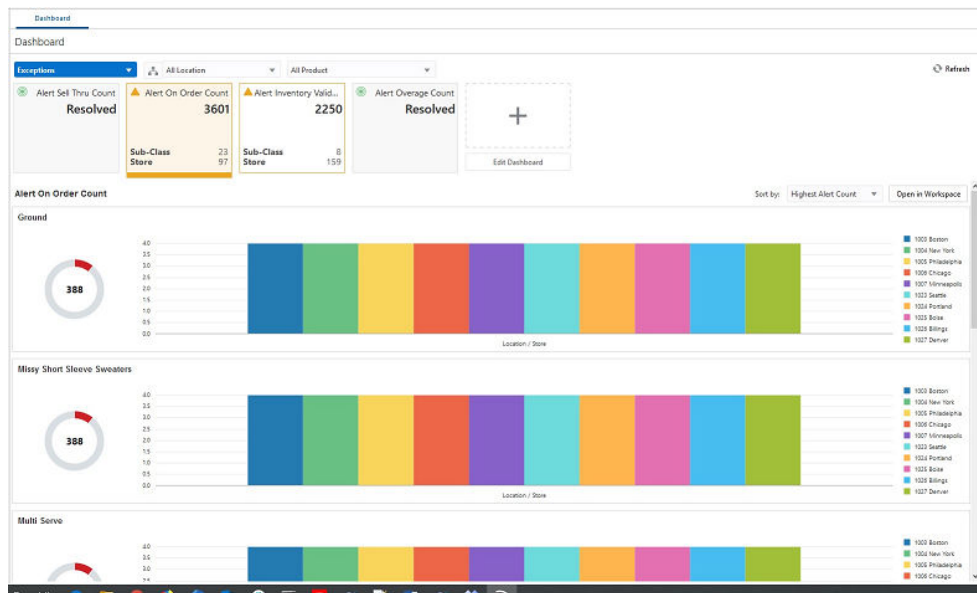 Dashboard
Dashboard
Exceptions
All Location
All Product
Refresh
Alert Sell Thru Count
Resolved
Alert On Order Count
3601
Sub-Class 23
Store 97
Alert Inventory Valid...
2250
Sub-Class 8
Store 159
Alert Overage Count
Resolved
Edit Dashboard
Alert On Order Count
Sort by: Highest Alert Count
Open in Workspace
Ground
388
4.0
3.5
3.0
2.5
2.0
1.5
1.0
0.5
0.0
Location / Store
1003 Boston
1004 New York
1005 Philadelphia
1006 Chicago
1007 Minneapolis
1023 Seattle
1024 Portland
1025 Boise
1026 Billings
1027 Denver
Missy Short Sleeve Sweaters
388
4.0
3.5
3.0
2.5
2.0
1.5
1.0
0.5
0.0
Location / Store
1003 Boston
1004 New York
1005 Philadelphia
1006 Chicago
1007 Minneapolis
1023 Seattle
1024 Portland
1025 Boise
1026 Billings
1027 Denver
Multi Serve
4.0
3.5
3.0
1003 Boston
1004 New York
1005 Philadelphia
1006 Chicago